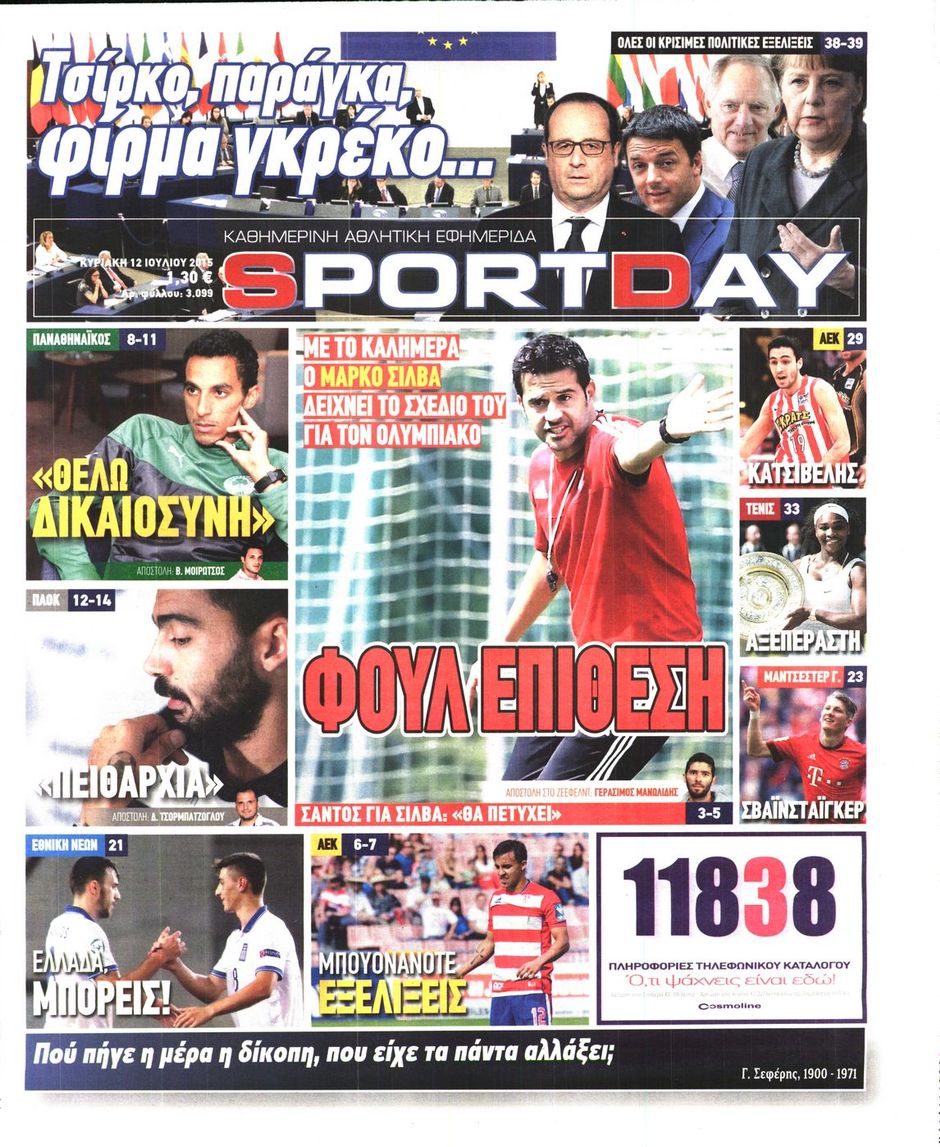 ΟΛΕΣ ΟΙ ΚΡΙΣΙΜΕΣ ΠΟΛΙΤΙΚΕΣ ΕΞΕΛΙΞΕΙΣ 38-39
Τσίρκο, παράγκα,
φίρμα γκρέκο...
ΚΑΘΗΜΕΡΙΝΗ ΑΘΛΗΤΙΚΗ ΕΦΗΜΕΡΙΔΑ
ΚΥΡΙΑΚΗ 12 ΙΟΥΛΙΟΥ 2015
1,30 €
Αρ. φύλλου: 3.099
SPORTDAY
ΠΑΝΑΘΗΝΑΪΚΟΣ 8-11
«ΘΕΛΩ
ΔΙΚΑΙΟΣΥΝΗ»
ΑΠΟΣΤΟΛΗ: Β. ΜΟΙΡΩΤΣΟΣ
ΠΑΟΚ 12-14
«ΠΕΙΘΑΡΧΙΑ»
ΑΠΟΣΤΟΛΗ: Δ. ΤΣΟΡΜΠΑΤΖΟΓΛΟΥ
ΜΕ ΤΟ ΚΑΛΗΜΕΡΑ
Ο ΜΑΡΚΟ ΣΙΛΒΑ
ΔΕΙΧΝΕΙ ΤΟ ΣΧΕΔΙΟ ΤΟΥ
ΓΙΑ ΤΟΝ ΟΛΥΜΠΙΑΚΟ
ΦΟΥΛ ΕΠΙΘΕΣΗ
ΑΠΟΣΤΟΛΗ ΣΤΟ ΖΕΕΦΕΛΝΤ: ΓΕΡΑΣΙΜΟΣ ΜΑΝΩΛΙΔΗΣ
ΣΑΝΤΟΣ ΓΙΑ ΣΙΛΒΑ: «ΘΑ ΠΕΤΥΧΕΙ»
3-5
ΑΕΚ 29
19
ΚΑΤΣΙΒΕΛΗΣ
ΤΕΝΙΣ 33
ΑΞΕΠΕΡΑΣΤΗ
ΜΑΝΤΣΕΣΤΕΡ Γ. 23
T
ΣΒΑΪΝΣΤΑΪΓΚΕΡ
ΕΘΝΙΚΗ ΝΕΩΝ 21
ΕΛΛΑΔΑ,
ΜΠΟΡΕΙΣ!
ΑΕΚ 6-7
ΜΠΟΥΟΝΑΝΟΤΕ
ΕΞΕΛΙΞΕΙΣ
12
11838
ΠΛΗΡΟΦΟΡΙΕΣ ΤΗΛΕΦΩΝΙΚΟΥ ΚΑΤΑΛΟΓΟΥ
Ό,τι ψάχνεις είναι εδώ!
Cosmoline
Πού πήγε η μέρα η δίκοπη, που είχε τα πάντα αλλάξει;
Γ. Σεφέρης, 1900 - 1971